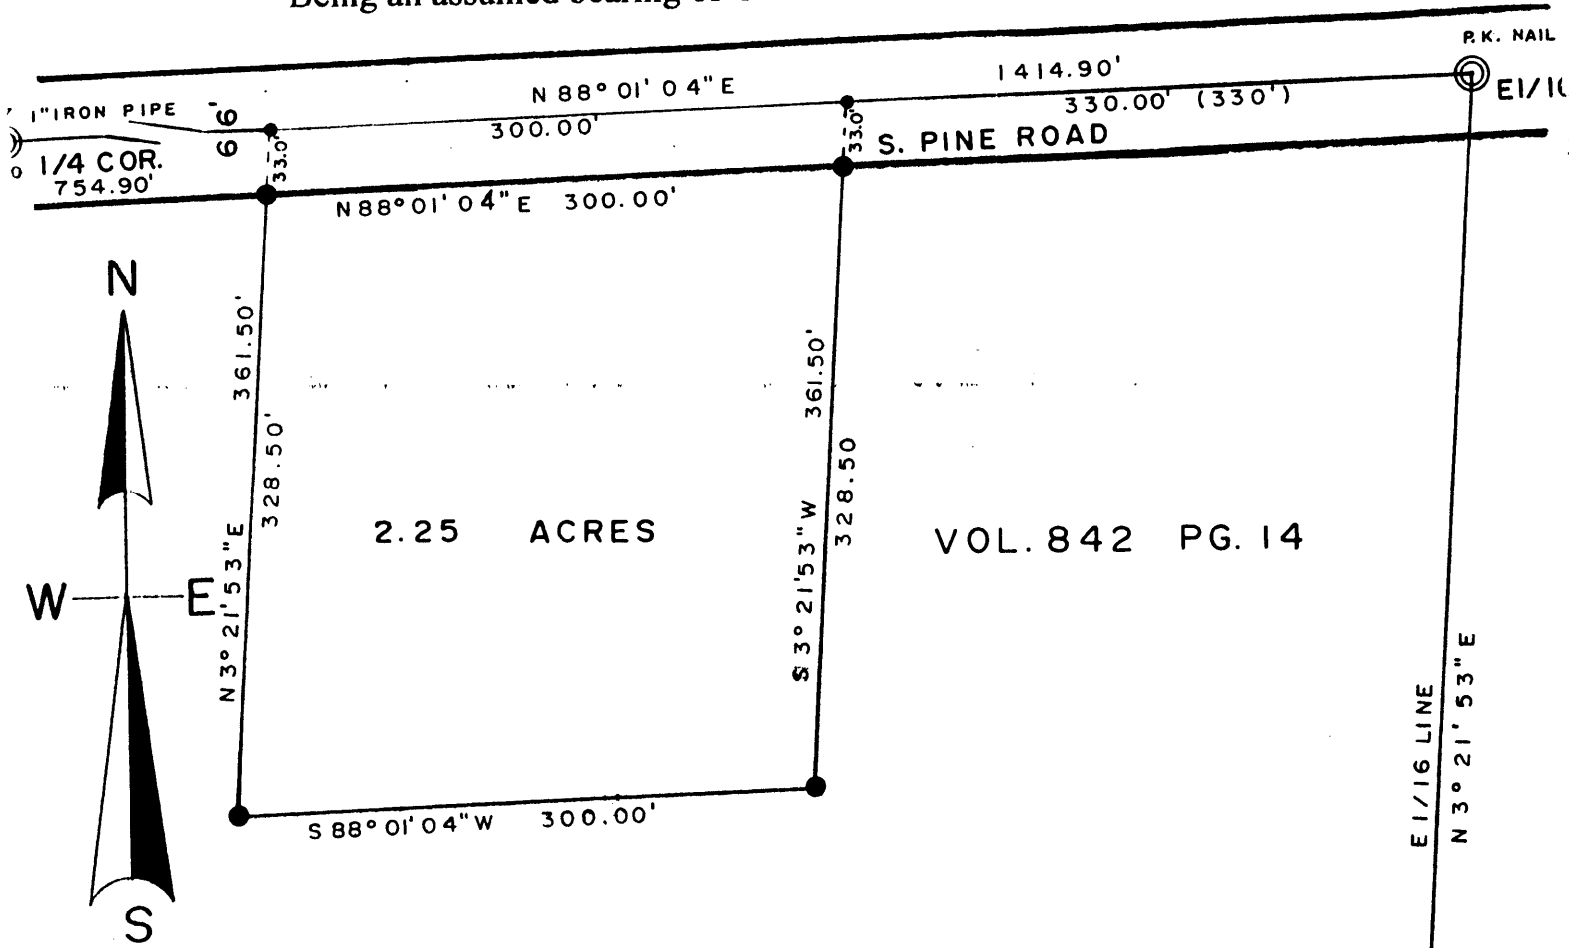 P.K. NAIL
1414.90'
N 88° 01' 04" E
330.00' (330')
1" IRON PIPE
66'
300.00'
33.0'
33.0'
S. PINE ROAD
1/4 COR.
754.90'
N 88° 01' 04" E 300.00'
N
361.50'
328.50'
N 3° 21' 53" E
361.50'
328.50
S 3° 21' 53" W
2.25 ACRES
VOL. 842 PG. 14
W E
E 1/16 LINE
N 3° 21' 53" E
S 88° 01' 04" W 300.00'
S